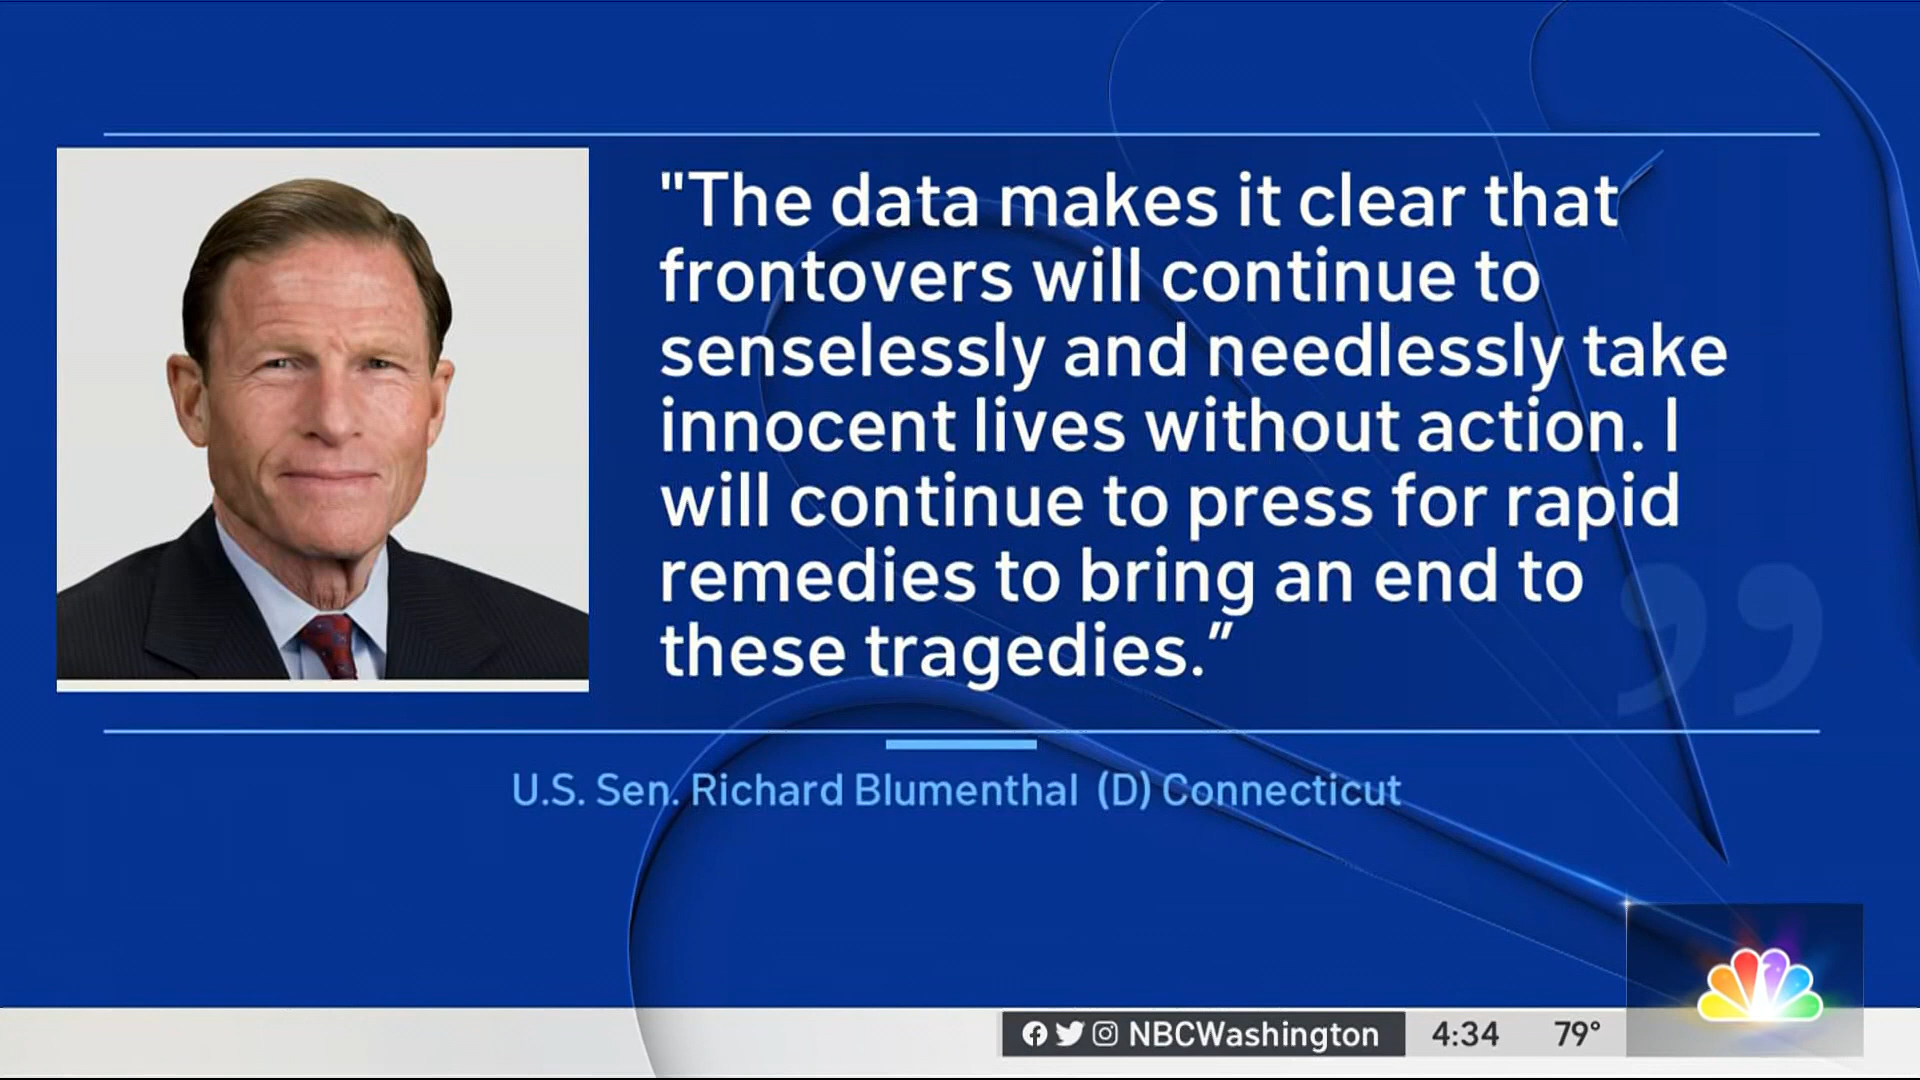 "The data makes it clear that
frontovers will continue to
senselessly and needlessly take
innocent lives without action. I
will continue to press for rapid
remedies to bring an end to
these tragedies.”
U.S. Sen. Richard Blumenthal (D) Connecticut
NBCWashington 4:34 79°